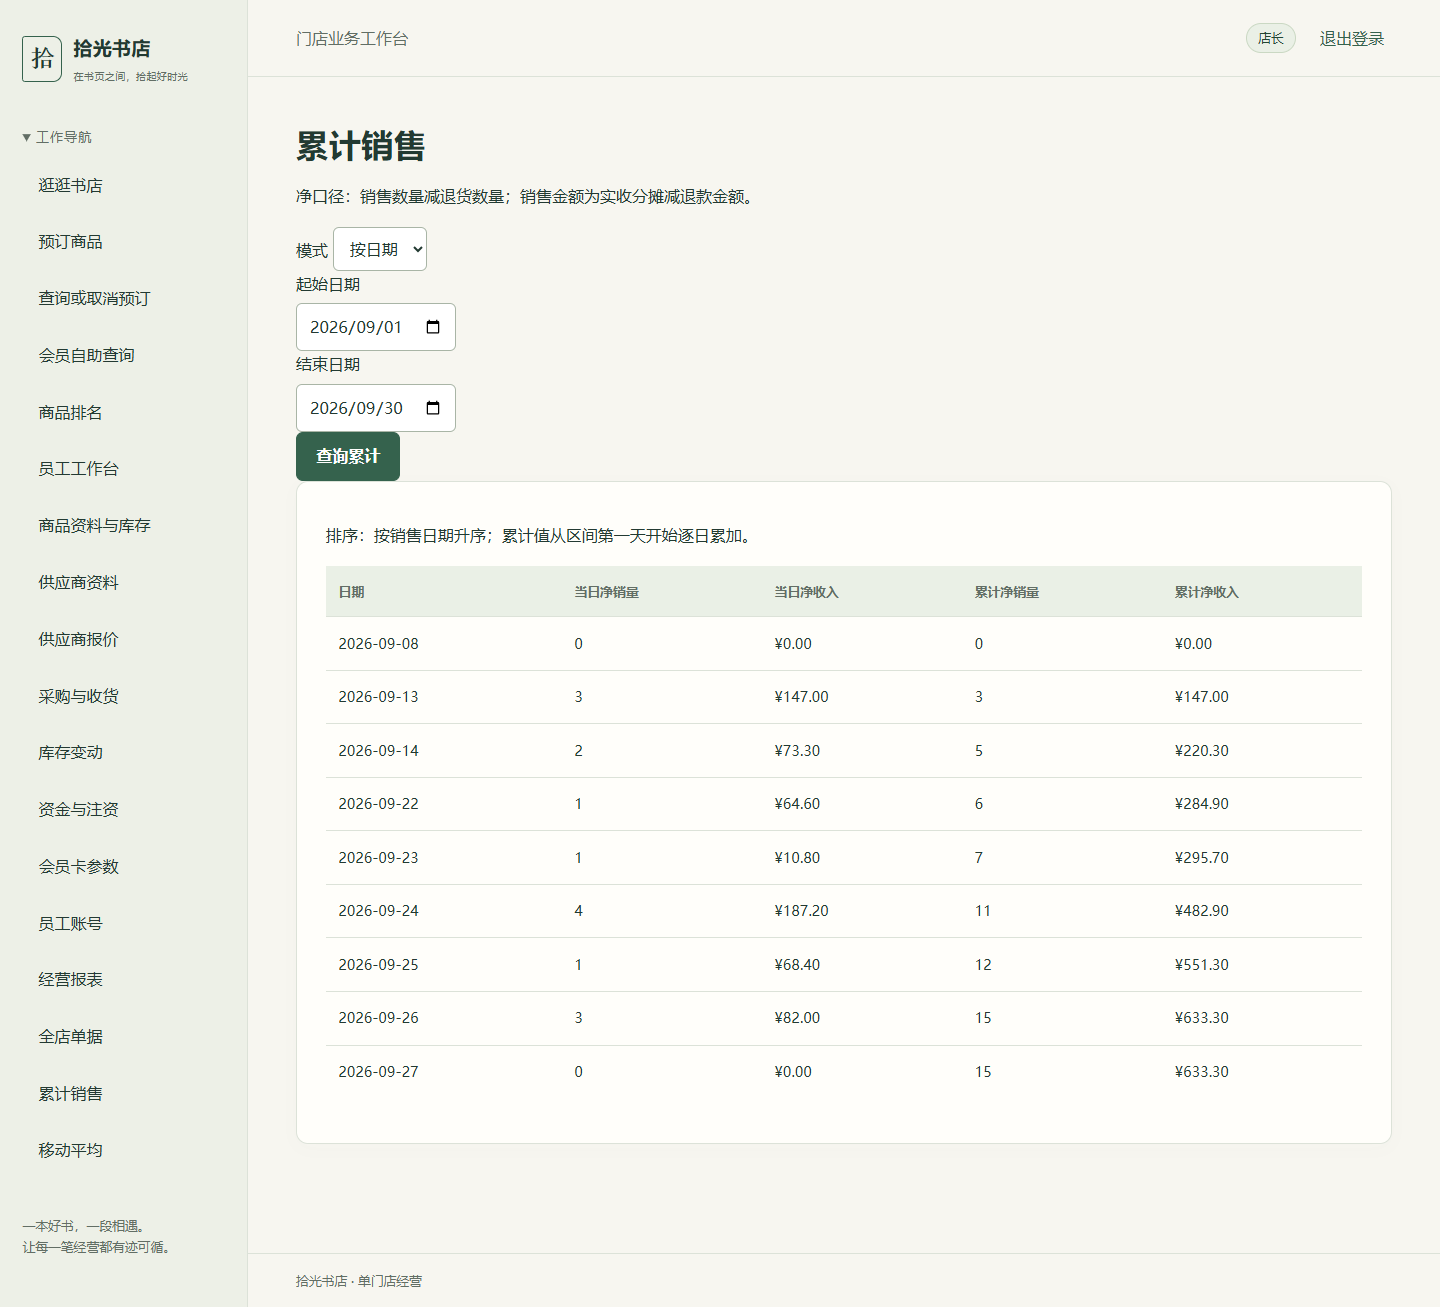 拾
拾光书店
在书页之间，拾起好时光
▼ 工作导航
逛逛书店
预订商品
查询或取消预订
会员自助查询
商品排名
员工工作台
商品资料与库存
供应商资料
供应商报价
采购与收货
库存变动
资金与注资
会员卡参数
员工账号
经营报表
全店单据
累计销售
移动平均
一本好书，一段相遇。
让每一笔经营都有迹可循。
门店业务工作台
店长 退出登录
累计销售
净口径：销售数量减退货数量；销售金额为实收分摊减退款金额。
模式 按日期
起始日期
2026/09/01
结束日期
2026/09/30
查询累计
排序：按销售日期升序；累计值从区间第一天开始逐日累加。
日期 当日净销量 当日净收入 累计净销量 累计净收入
2026-09-08 0 ¥0.00 0 ¥0.00
2026-09-13 3 ¥147.00 3 ¥147.00
2026-09-14 2 ¥73.30 5 ¥220.30
2026-09-22 1 ¥64.60 6 ¥284.90
2026-09-23 1 ¥10.80 7 ¥295.70
2026-09-24 4 ¥187.20 11 ¥482.90
2026-09-25 1 ¥68.40 12 ¥551.30
2026-09-26 3 ¥82.00 15 ¥633.30
2026-09-27 0 ¥0.00 15 ¥633.30
拾光书店 · 单门店经营